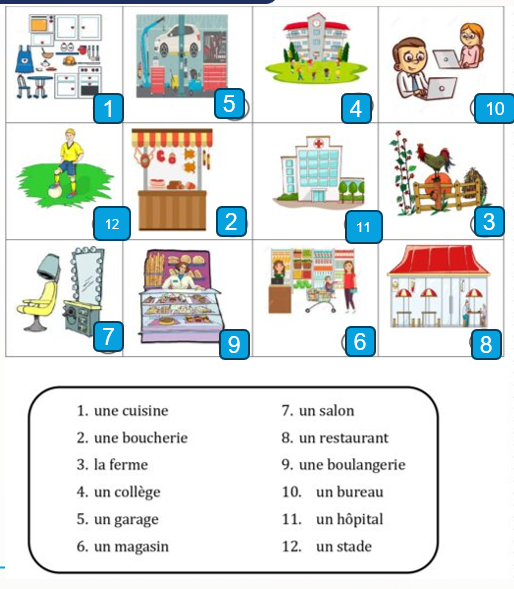 1 5 4 10
12 2 11 3
7 9 6 8
1. une cuisine
2. une boucherie
3. la ferme
4. un collège
5. un garage
6. un magasin
7. un salon
8. un restaurant
9. une boulangerie
10. un bureau
11. un hôpital
12. un stade